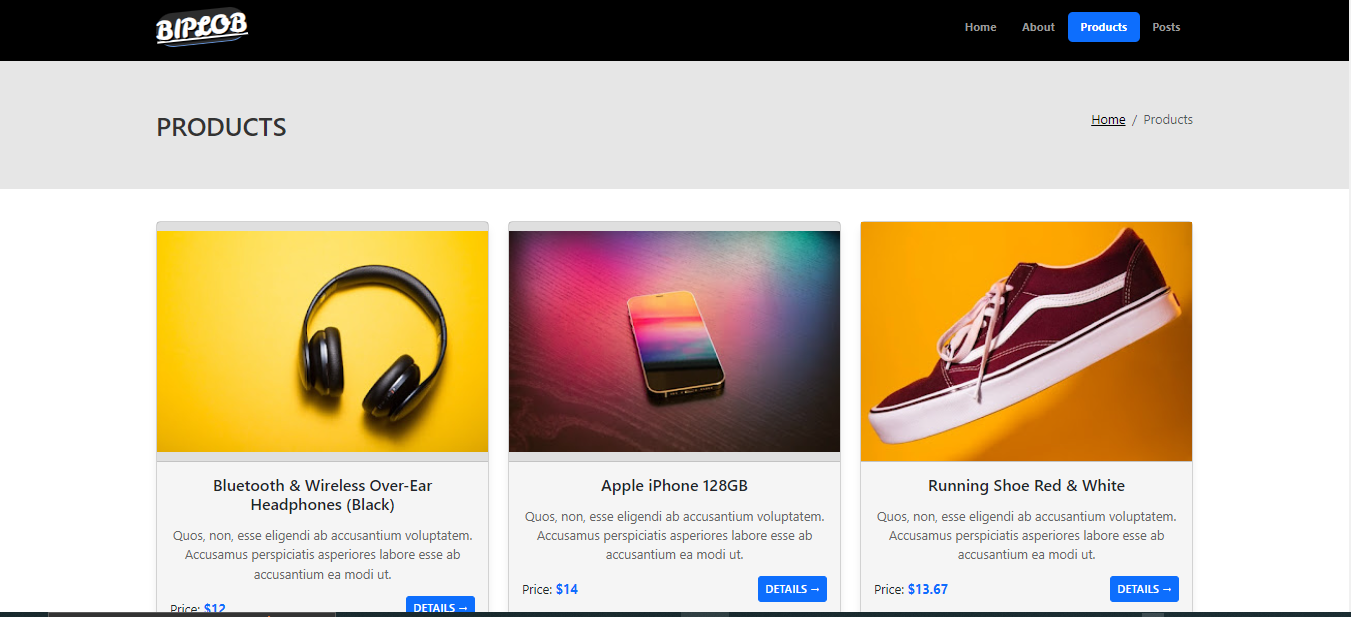 BIPLOB
Home About Products Posts
PRODUCTS
Home / Products
Bluetooth & Wireless Over-Ear
Headphones (Black)
Quos, non, esse eligendi ab accusantium voluptatem.
Accusamus perspiciatis asperiores labore esse ab
accusantium ea modi ut.
Price: $12 DETAILS →
Apple iPhone 128GB
Quos, non, esse eligendi ab accusantium voluptatem.
Accusamus perspiciatis asperiores labore esse ab
accusantium ea modi ut.
Price: $14 DETAILS →
Running Shoe Red & White
Quos, non, esse eligendi ab accusantium voluptatem.
Accusamus perspiciatis asperiores labore esse ab
accusantium ea modi ut.
Price: $13.67 DETAILS →